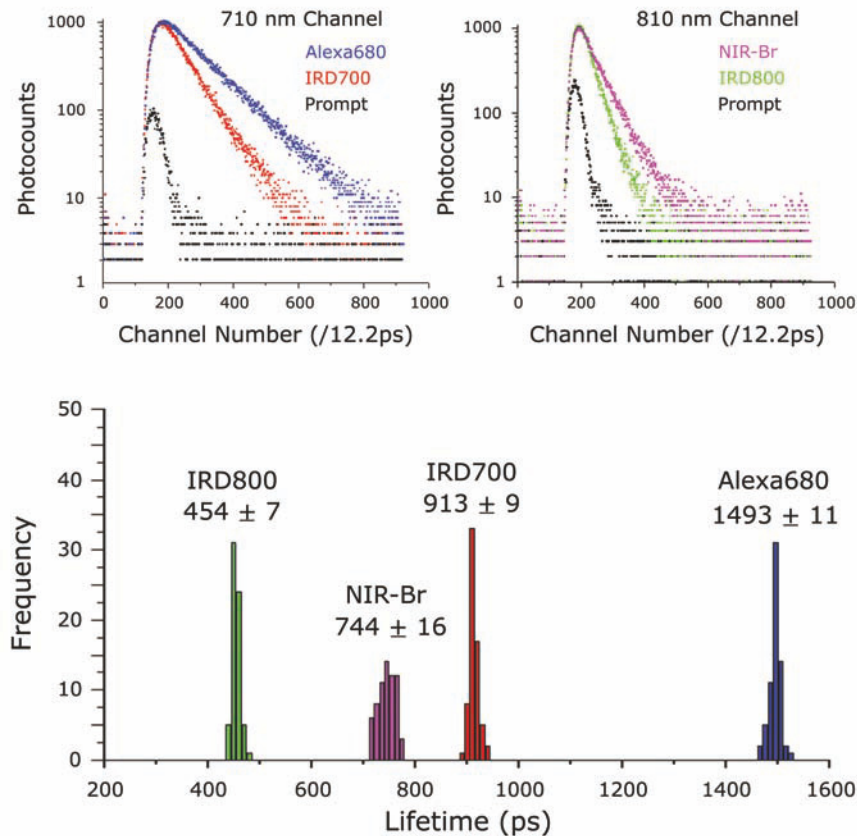 710 nm Channel
Alexa680
IRD700
Prompt
1000
100
10
1
Photocounts
0 200 400 600 800 1000
Channel Number (/12.2ps)
810 nm Channel
NIR-Br
IRD800
Prompt
1000
100
10
1
Photocounts
0 200 400 600 800 1000
Channel Number (/12.2ps)
50
40
30
20
10
0
Frequency
IRD800
454 ± 7
NIR-Br
744 ± 16
IRD700
913 ± 9
Alexa680
1493 ± 11
200 400 600 800 1000 1200 1400 1600
Lifetime (ps)